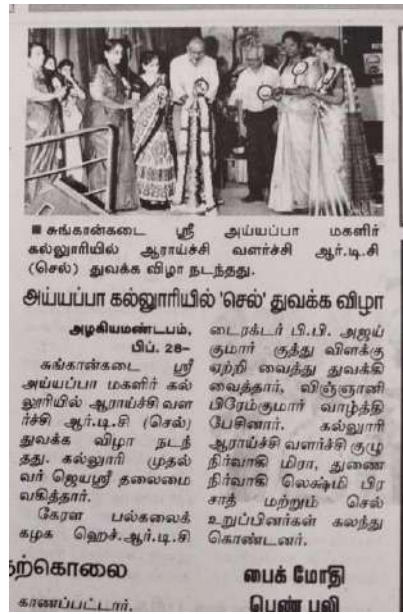 ■ சுங்கான்கடை ஸ்ரீ அய்யப்பா மகளிர்
கல்லூரியில் ஆராய்ச்சி வளர்ச்சி ஆர்.டி.சி
(செல்) துவக்க விழா நடந்தது.
அய்யப்பா கல்லூரியில் 'செல்' துவக்க விழா
அழகியமண்டபம்,
பிப். 28–
சுங்கான்கடை ஸ்ரீ
அய்யப்பா மகளிர் கல்
லூரியில் ஆராய்ச்சி வள
ர்ச்சி ஆர்.டி.சி (செல்)
துவக்க விழா நடந்
தது. கல்லூரி முதல்
வர் ஜெயஸ்ரீ தலைமை
வகித்தார்.
கேரள பல்கலைக்
கழக ஹெச்.ஆர்.டி.சி
டைரக்டர் பி.பி. அஜய்
குமார் குத்து விளக்கு
ஏற்றி வைத்து துவக்கி
வைத்தார், விஞ்ஞானி
பிரேம்குமார் வாழ்த்தி
பேசினார். கல்லூரி
ஆராய்ச்சி வளர்ச்சி குழு
நிர்வாகி மிரா, துணை
நிர்வாகி லெக்ஷ்மி பிர
சாத் மற்றும் செல்
உறுப்பினர்கள் கலந்து
கொண்டனர்.
தற்கொலை
காணப்பட்டார்.
பைக் மோதி
பெண் பலி